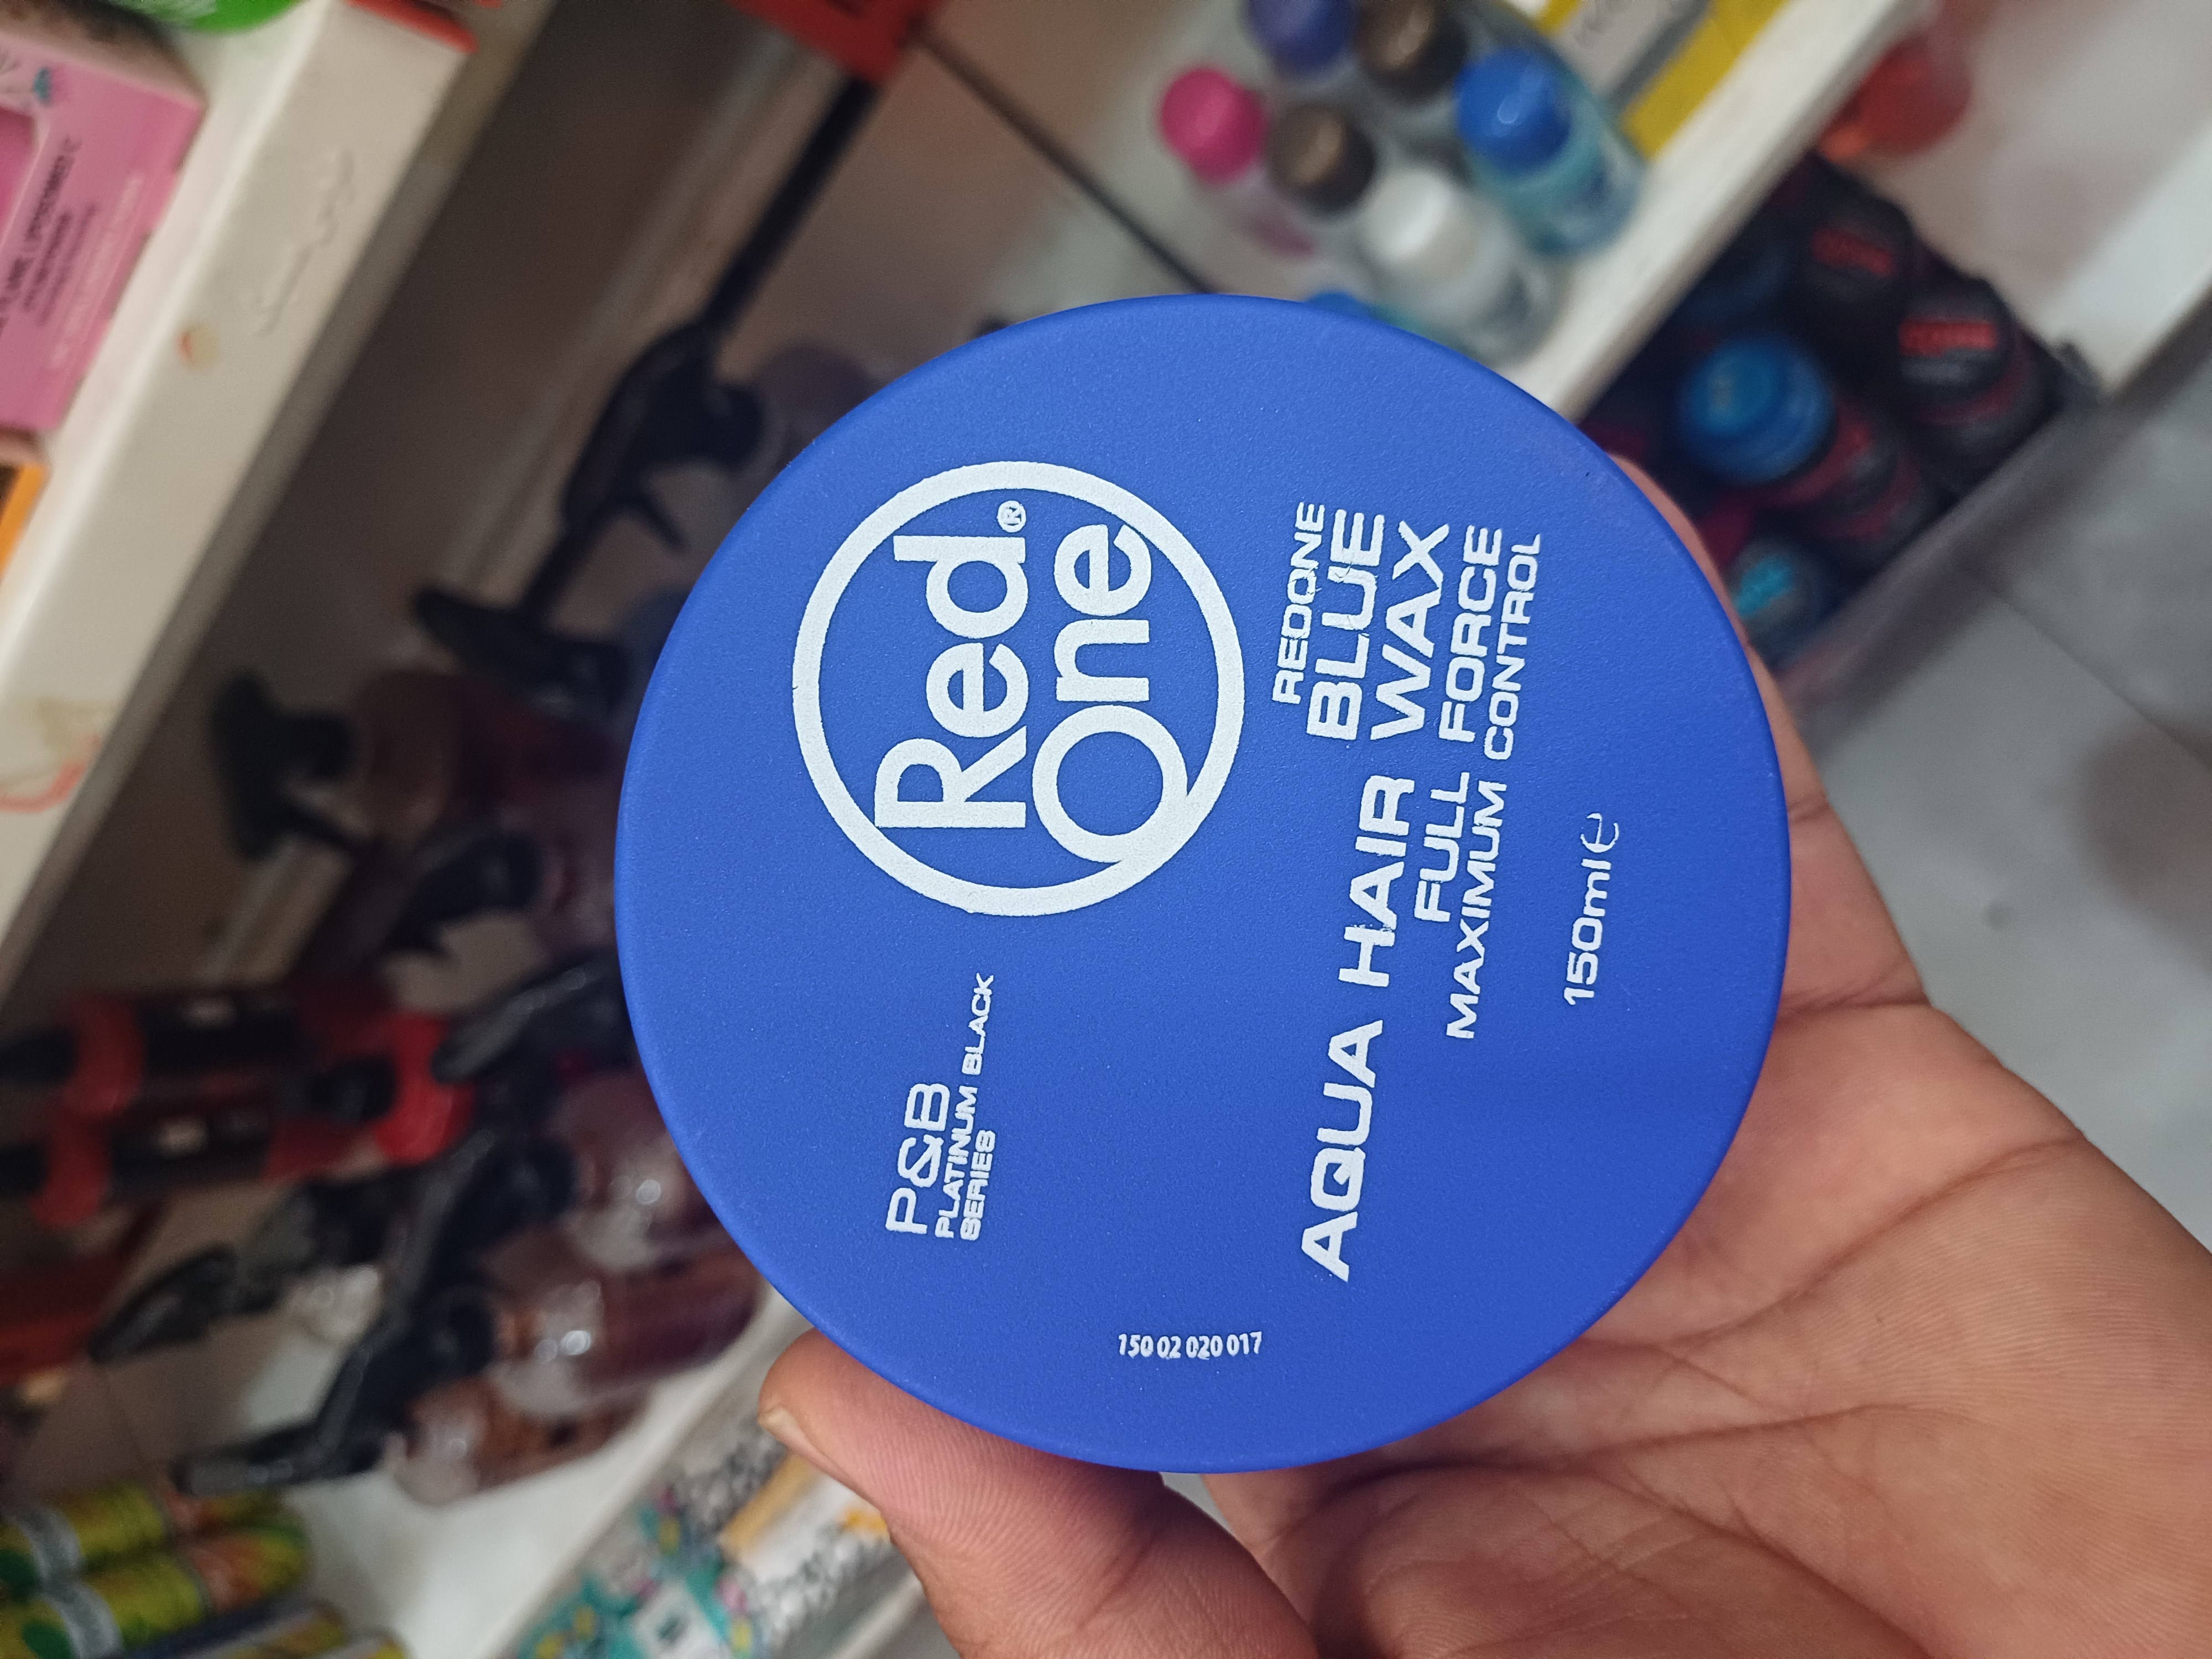 Red®
One
P&B
PLATINUM BLACK
SERIES
REDONE
BLUE
AQUA HAIR WAX
FULL FORCE
MAXIMUM CONTROL
150ml e
150 02 020 017